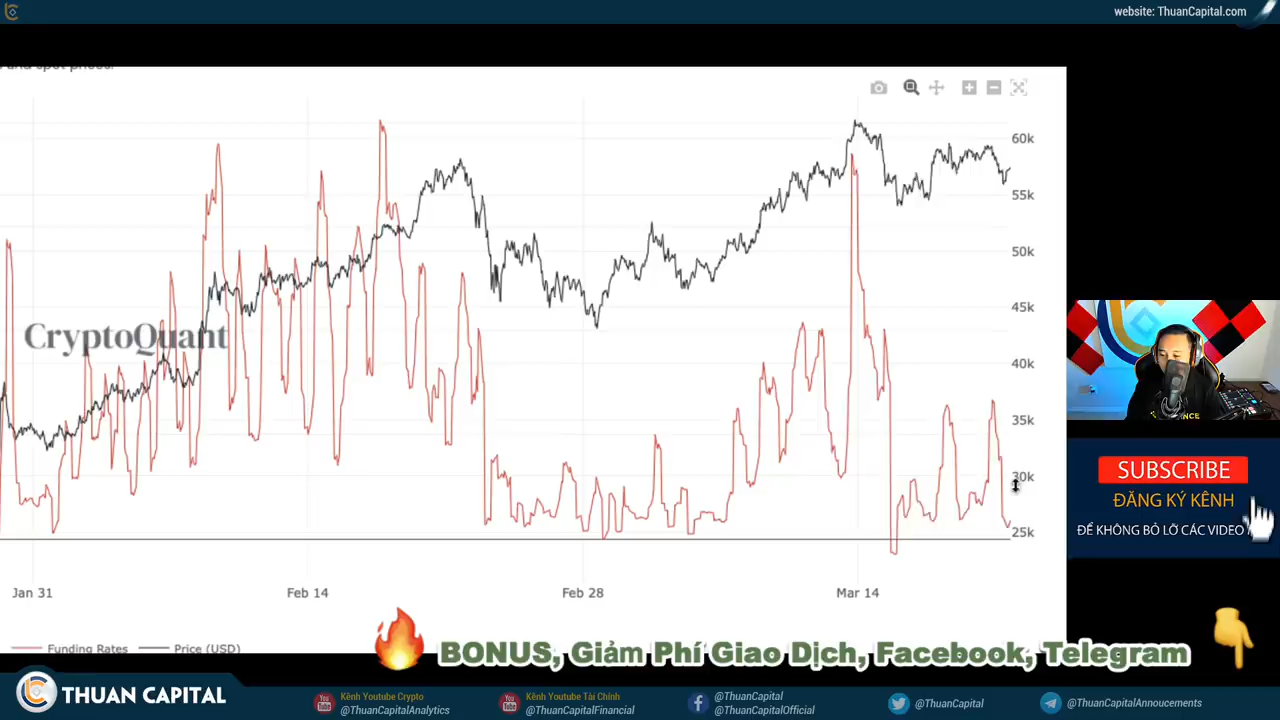 website: ThuanCapital.com
and spot prices.
60k
55k
50k
45k
CryptoQuant
40k
35k
30k
25k
Jan 31
Feb 14
Feb 28
Mar 14
Funding Rates
Price (USD)
SUBSCRIBE
ĐĂNG KÝ KÊNH
ĐỂ KHÔNG BỎ LỠ CÁC VIDEO
BONUS, Giảm Phí Giao Dịch, Facebook, Telegram
THUAN CAPITAL
Kênh Youtube Crypto
@ThuanCapitalAnalytics
Kênh Youtube Tài Chính
@ThuanCapitalFinancial
@ThuanCapital
@ThuanCapitalOfficial
@ThuanCapital
@ThuanCapitalAnnoucements